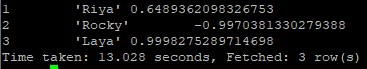 1 'Riya' 0.6489362098326753
2 'Rocky' -0.9970381330279388
3 'Laya' 0.9998275289714698
Time taken: 13.028 seconds, Fetched: 3 row(s)